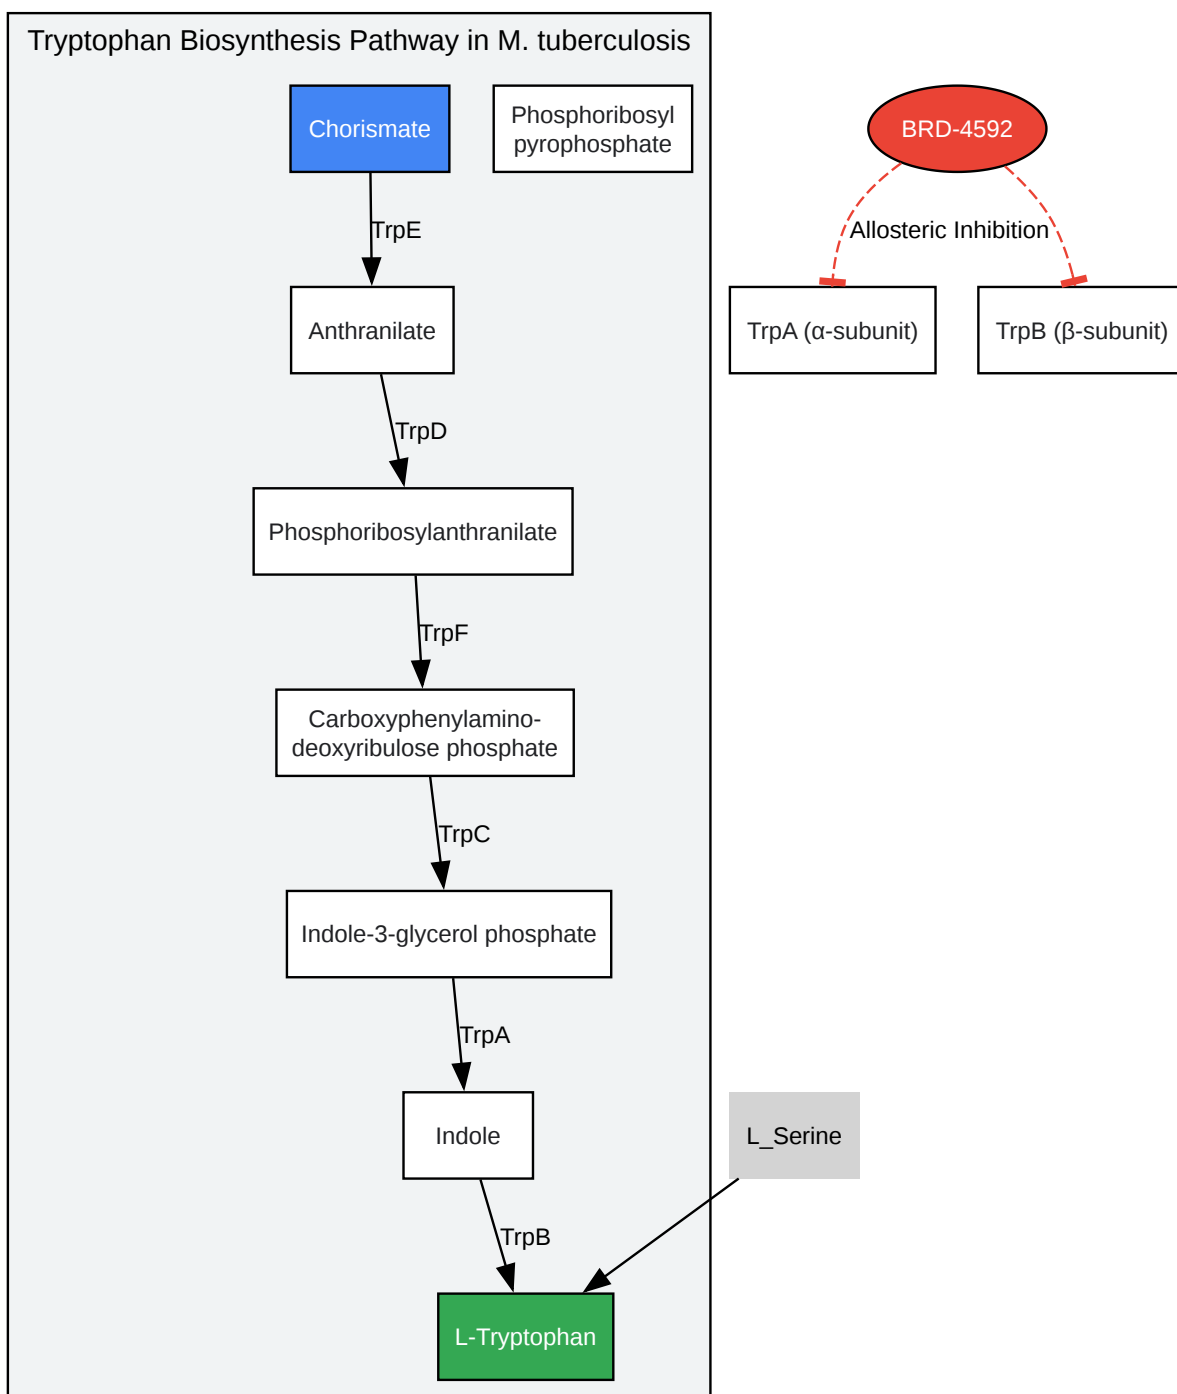 Tryptophan Biosynthesis Pathway in M. tuberculosis
Chorismate
Phosphoribosyl
pyrophosphate
BRD-4592
TrpE
Allosteric Inhibition
Anthranilate
TrpA (α-subunit)
TrpB (β-subunit)
TrpD
Phosphoribosylanthranilate
TrpF
Carboxyphenylamino-
deoxyribulose phosphate
TrpC
Indole-3-glycerol phosphate
TrpA
Indole
L_Serine
TrpB
L-Tryptophan